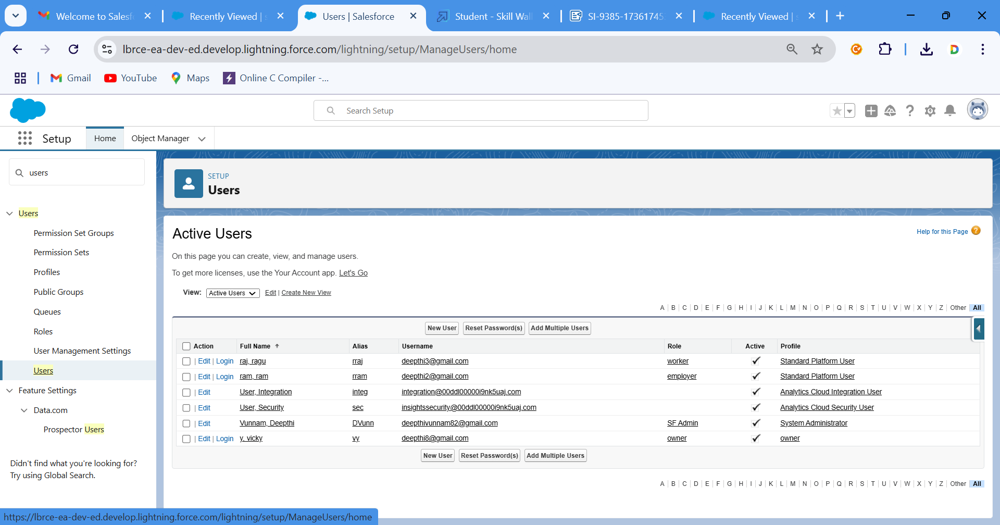 Welcome to Salesf
Recently Viewed | s
Users | Salesforce
Student - Skill Wall
SI-9385-17361745
Recently Viewed | s
lbrce-ea-dev-ed.develop.lightning.force.com/lightning/setup/ManageUsers/home
D
Gmail
YouTube
Maps
Online C Compiler -...
Search Setup
Setup
Home
Object Manager
users
SETUP
Users
Users
Permission Set Groups
Permission Sets
Profiles
Public Groups
Queues
Roles
User Management Settings
Users
Feature Settings
Data.com
Prospector Users
Didn't find what you're looking for?
Try using Global Search.
Active Users
Help for this Page ?
On this page you can create, view, and manage users.
To get more licenses, use the Your Account app. Let's Go
View: Active Users Edit | Create New View
A | B | C | D | E | F | G | H | I | J | K | L | M | N | O | P | Q | R | S | T | U | V | W | X | Y | Z | Other All
New User Reset Password(s) Add Multiple Users
Action Full Name ↑ Alias Username Role Active Profile
| Edit | Login raj, ragu rraj deepthi3@gmail.com worker ✓ Standard Platform User
| Edit | Login ram, ram rram deepthi2@gmail.com employer ✓ Standard Platform User
| Edit User, Integration integ integration@00ddl00000i9nk5uaj.com ✓ Analytics Cloud Integration User
| Edit User, Security sec insightssecurity@00ddl00000i9nk5uaj.com ✓ Analytics Cloud Security User
| Edit Vunnam, Deepthi DVunn deepthivunnam82@gmail.com SF Admin ✓ System Administrator
| Edit | Login y, vicky vy deepthi8@gmail.com owner ✓ owner
New User Reset Password(s) Add Multiple Users
A | B | C | D | E | F | G | H | I | J | K | L | M | N | O | P | Q | R | S | T | U | V | W | X | Y | Z | Other All
https://lbrce-ea-dev-ed.develop.lightning.force.com/lightning/setup/ManageUsers/home